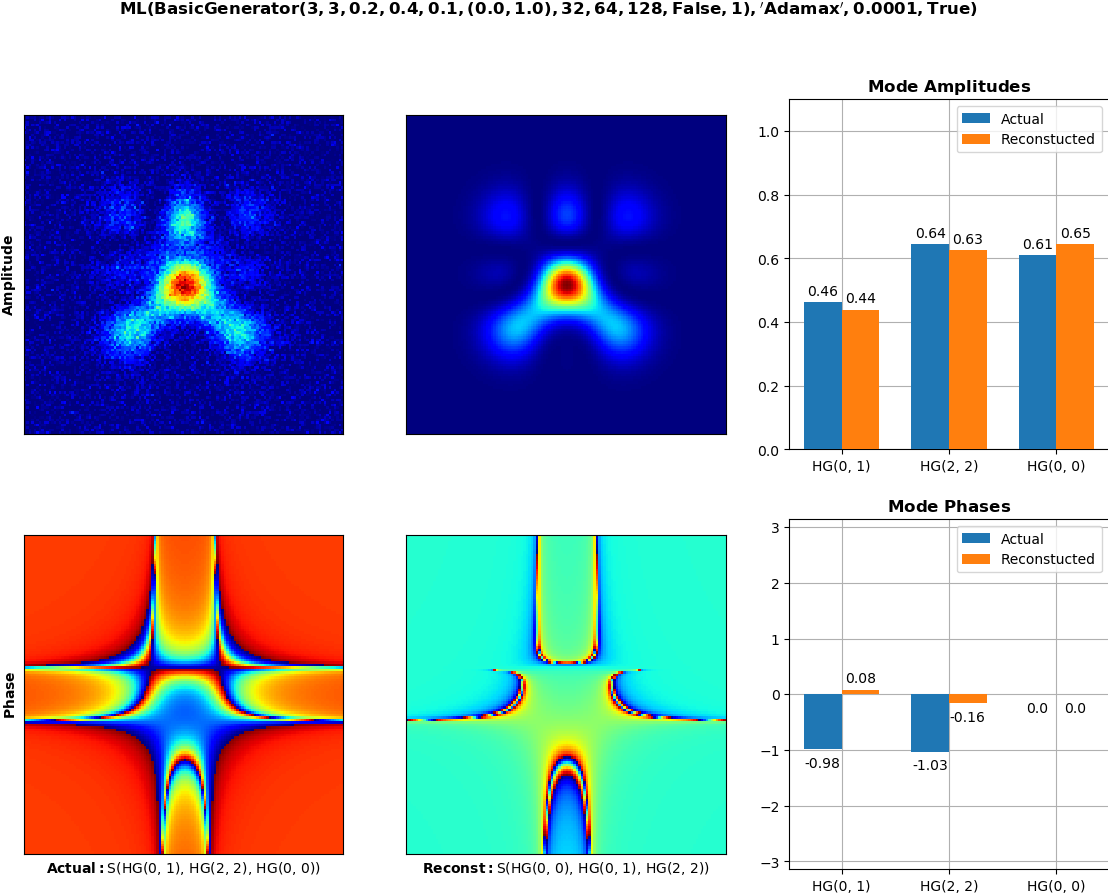 ML(BasicGenerator(3, 3, 0.2, 0.4, 0.1, (0.0, 1.0), 32, 64, 128, False, 1), ′Adamax′, 0.0001, True)
Mode Amplitudes
Actual
Reconstucted
1.0
0.8
0.6
0.4
0.2
0.0
0.46
0.44
0.64
0.63
0.61
0.65
HG(0, 1)
HG(2, 2)
HG(0, 0)
Amplitude
Mode Phases
Actual
Reconstucted
3
2
1
0
−1
−2
−3
0.08
-0.98
-0.16
-1.03
0.0
0.0
HG(0, 1)
HG(2, 2)
HG(0, 0)
Phase
Actual: S(HG(0, 1), HG(2, 2), HG(0, 0))
Reconst: S(HG(0, 0), HG(0, 1), HG(2, 2))